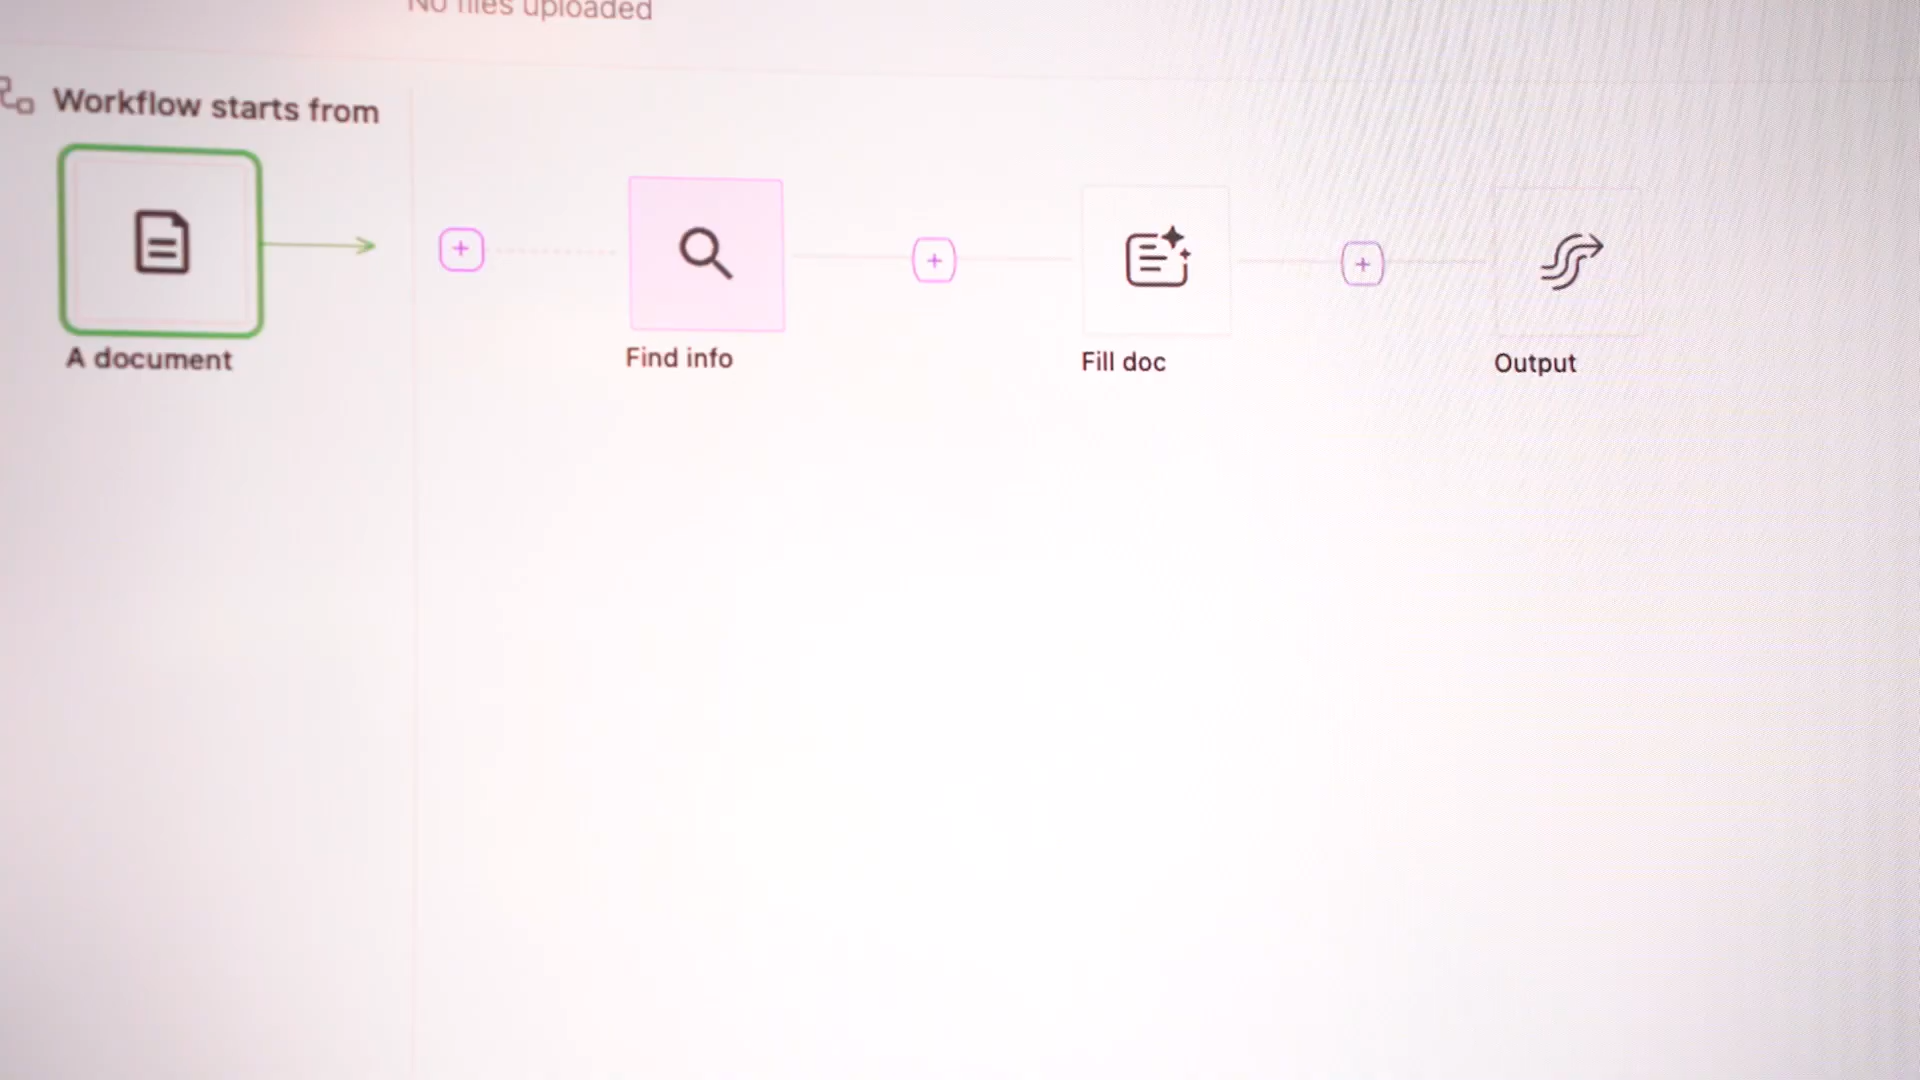 No files uploaded
Workflow starts from
A document
Find info
Fill doc
Output